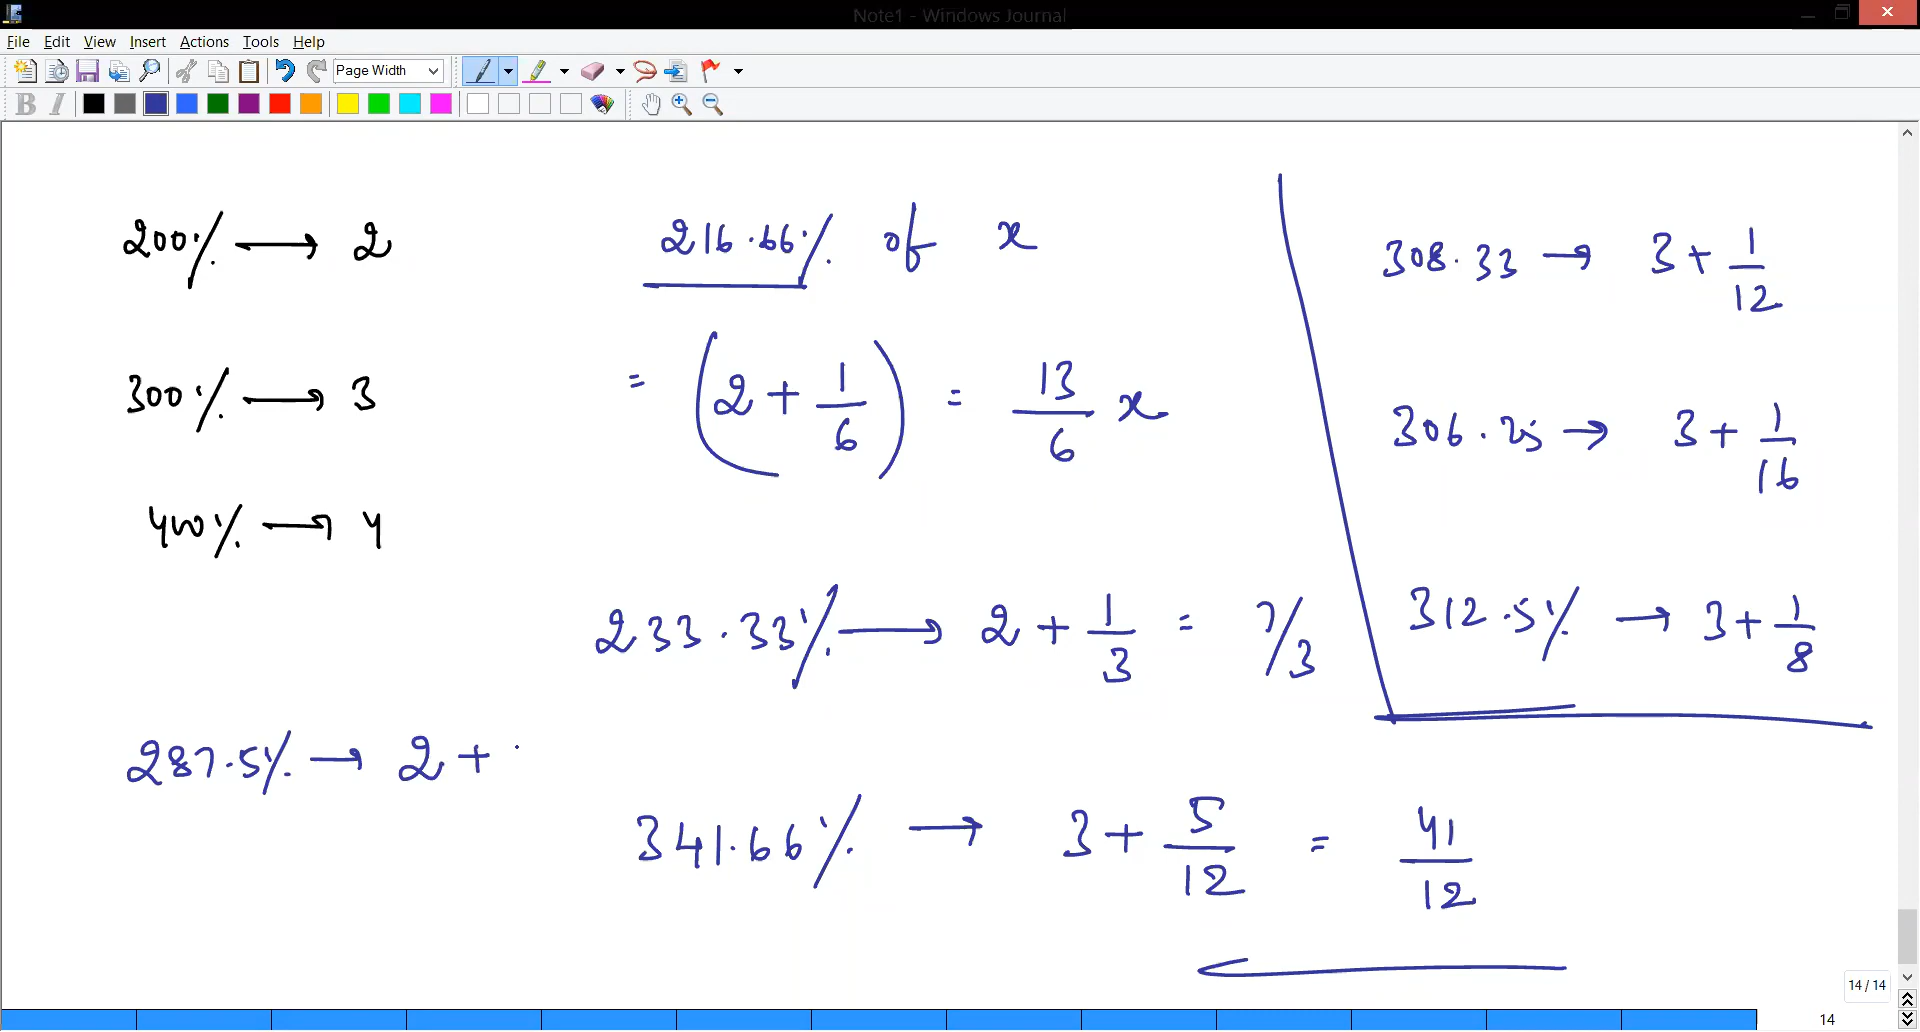 Note1 - Windows Journal
File Edit View Insert Actions Tools Help
Page Width
B I
200% → 2
300% → 3
400% → 4
287.5% → 2 +
216.66% of x
= (2 + 1/6) = 13/6 x
233.33% → 2 + 1/3 = 7/3
341.66% → 3 + 5/12 = 41/12
308.33 → 3 + 1/12
306.25 → 3 + 1/16
312.5% → 3 + 1/8
14 / 14
14